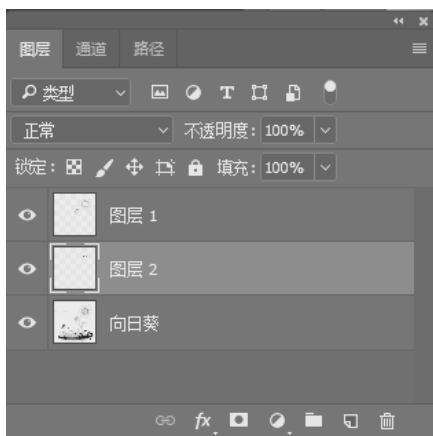 图层 通道 路径
类型
正常 不透明度: 100%
锁定: 填充: 100%
图层 1
图层 2
向日葵
fx